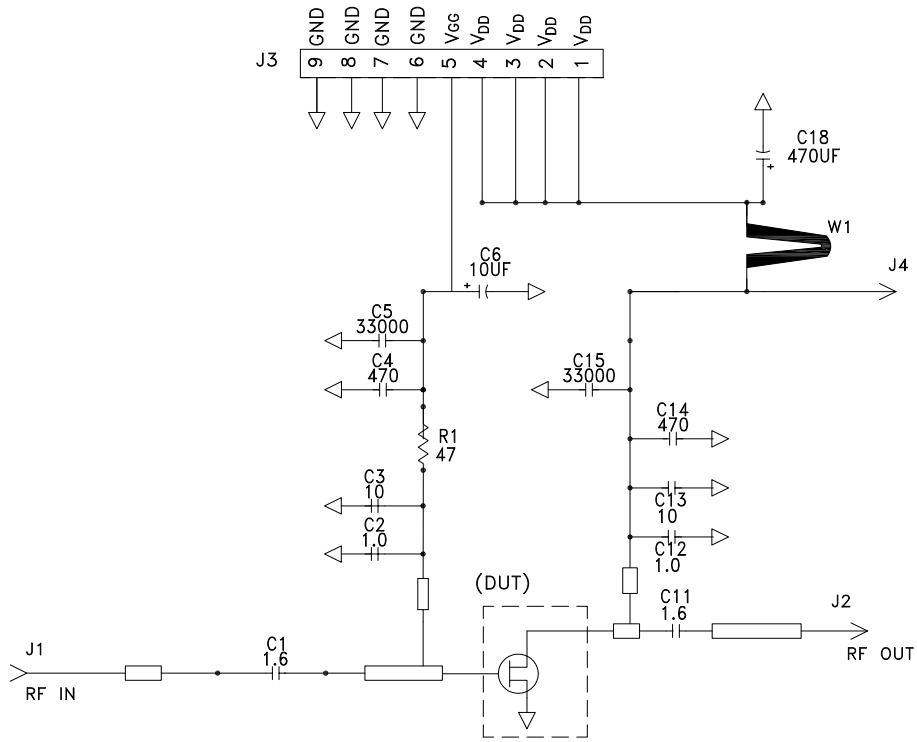 GND
GND
GND
GND
VGG
VDD
VDD
VDD
VDD
J3
9
8
7
6
5
4
3
2
1
C18
470UF
+
W1
C6
10UF
+
J4
C5
33000
C4
470
C15
33000
C14
470
R1
47
C3
10
C13
10
C2
1.0
C12
1.0
(DUT)
C11
1.6
J2
RF OUT
J1
C1
1.6
RF IN